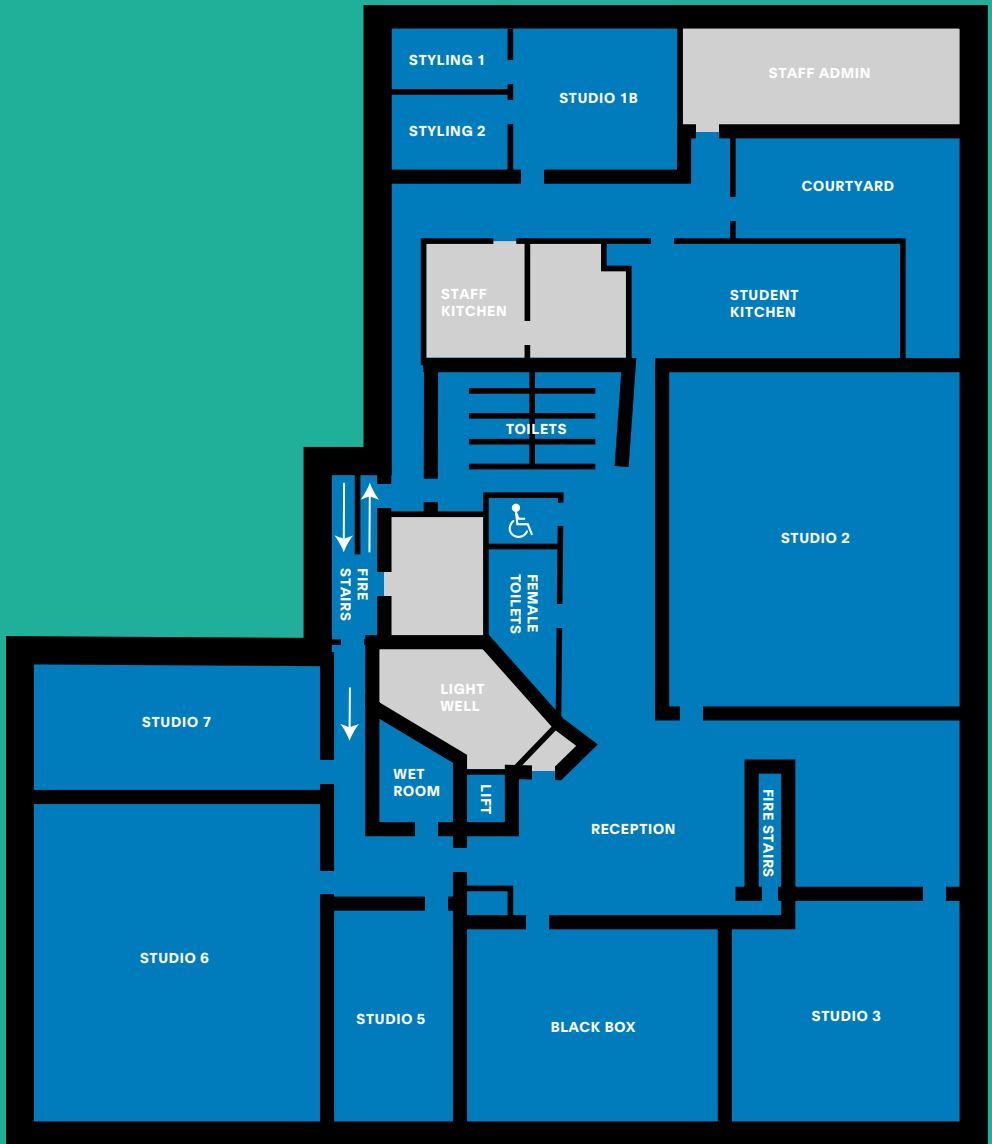 STYLING 1
STAFF ADMIN
STUDIO 1B
STYLING 2
COURTYARD
STAFF
KITCHEN
STUDENT
KITCHEN
TOILETS
STUDIO 2
FIRE
STAIRS
FEMALE
TOILETS
LIGHT
WELL
STUDIO 7
WET
ROOM
LIFT
RECEPTION
FIRE STAIRS
STUDIO 6
STUDIO 5
BLACK BOX
STUDIO 3